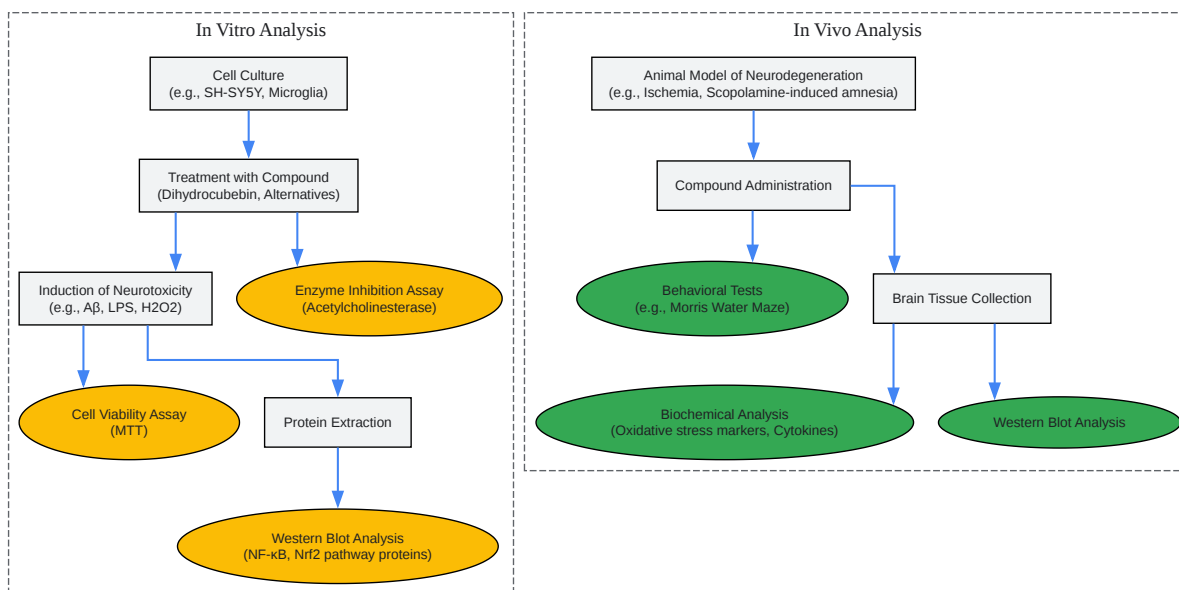 In Vitro Analysis
Cell Culture
(e.g., SH-SY5Y, Microglia)
Treatment with Compound
(Dihydrocubebin, Alternatives)
Induction of Neurotoxicity
(e.g., Aβ, LPS, H2O2)
Enzyme Inhibition Assay
(Acetylcholinesterase)
Cell Viability Assay
(MTT)
Protein Extraction
Western Blot Analysis
(NF-κB, Nrf2 pathway proteins)
In Vivo Analysis
Animal Model of Neurodegeneration
(e.g., Ischemia, Scopolamine-induced amnesia)
Compound Administration
Behavioral Tests
(e.g., Morris Water Maze)
Brain Tissue Collection
Biochemical Analysis
(Oxidative stress markers, Cytokines)
Western Blot Analysis